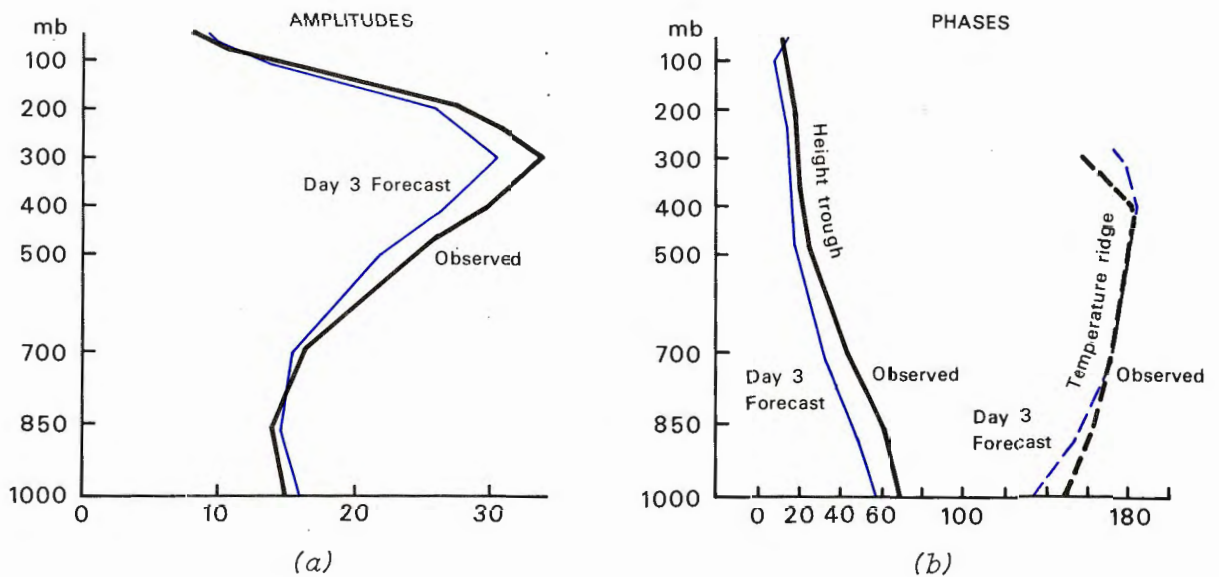 AMPLITUDES
mb
100
200
300
400
500
700
850
1000
0 10 20 30
Day 3 Forecast
Observed
(a)
PHASES
mb
100
200
300
400
500
700
850
1000
0 20 40 60 100 180
Height trough
Day 3
Forecast
Observed
Temperature ridge
Observed
Day 3
Forecast
(b)